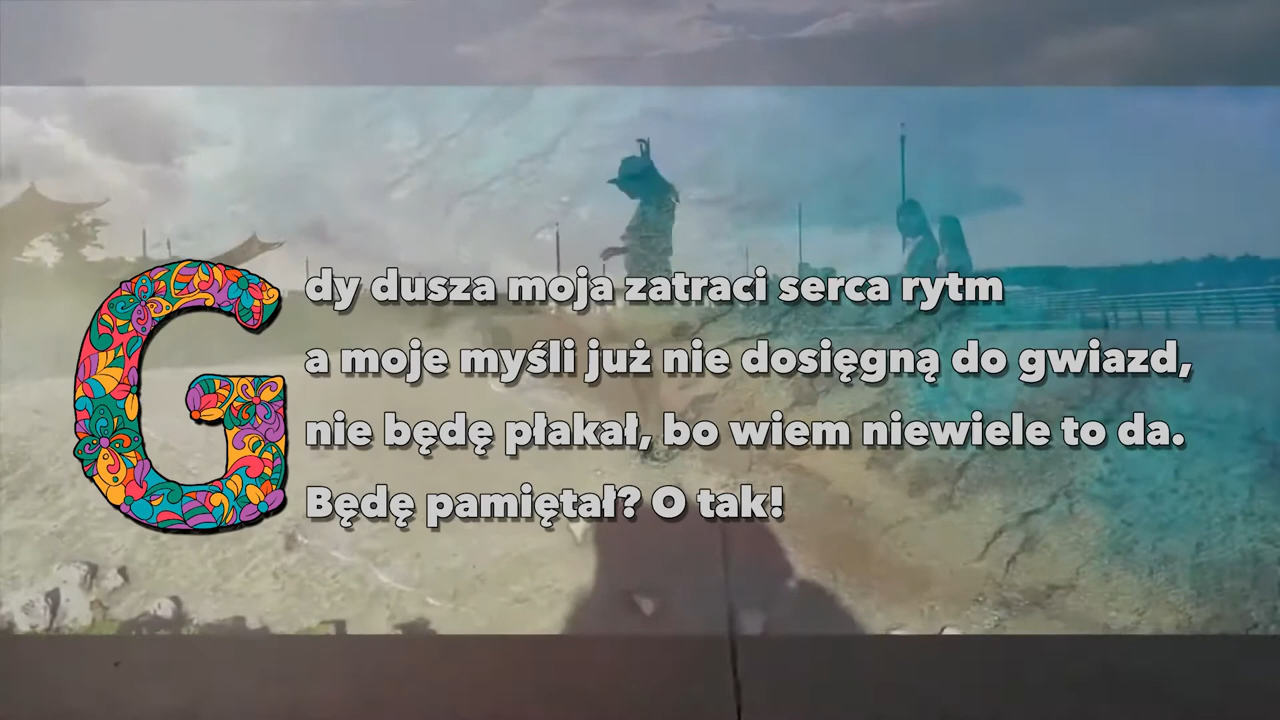 Gdy dusza moja zatraci serca rytm
a moje myśli już nie dosięgną do gwiazd,
nie będę płakał, bo wiem niewiele to da.
Będę pamiętał? O tak!